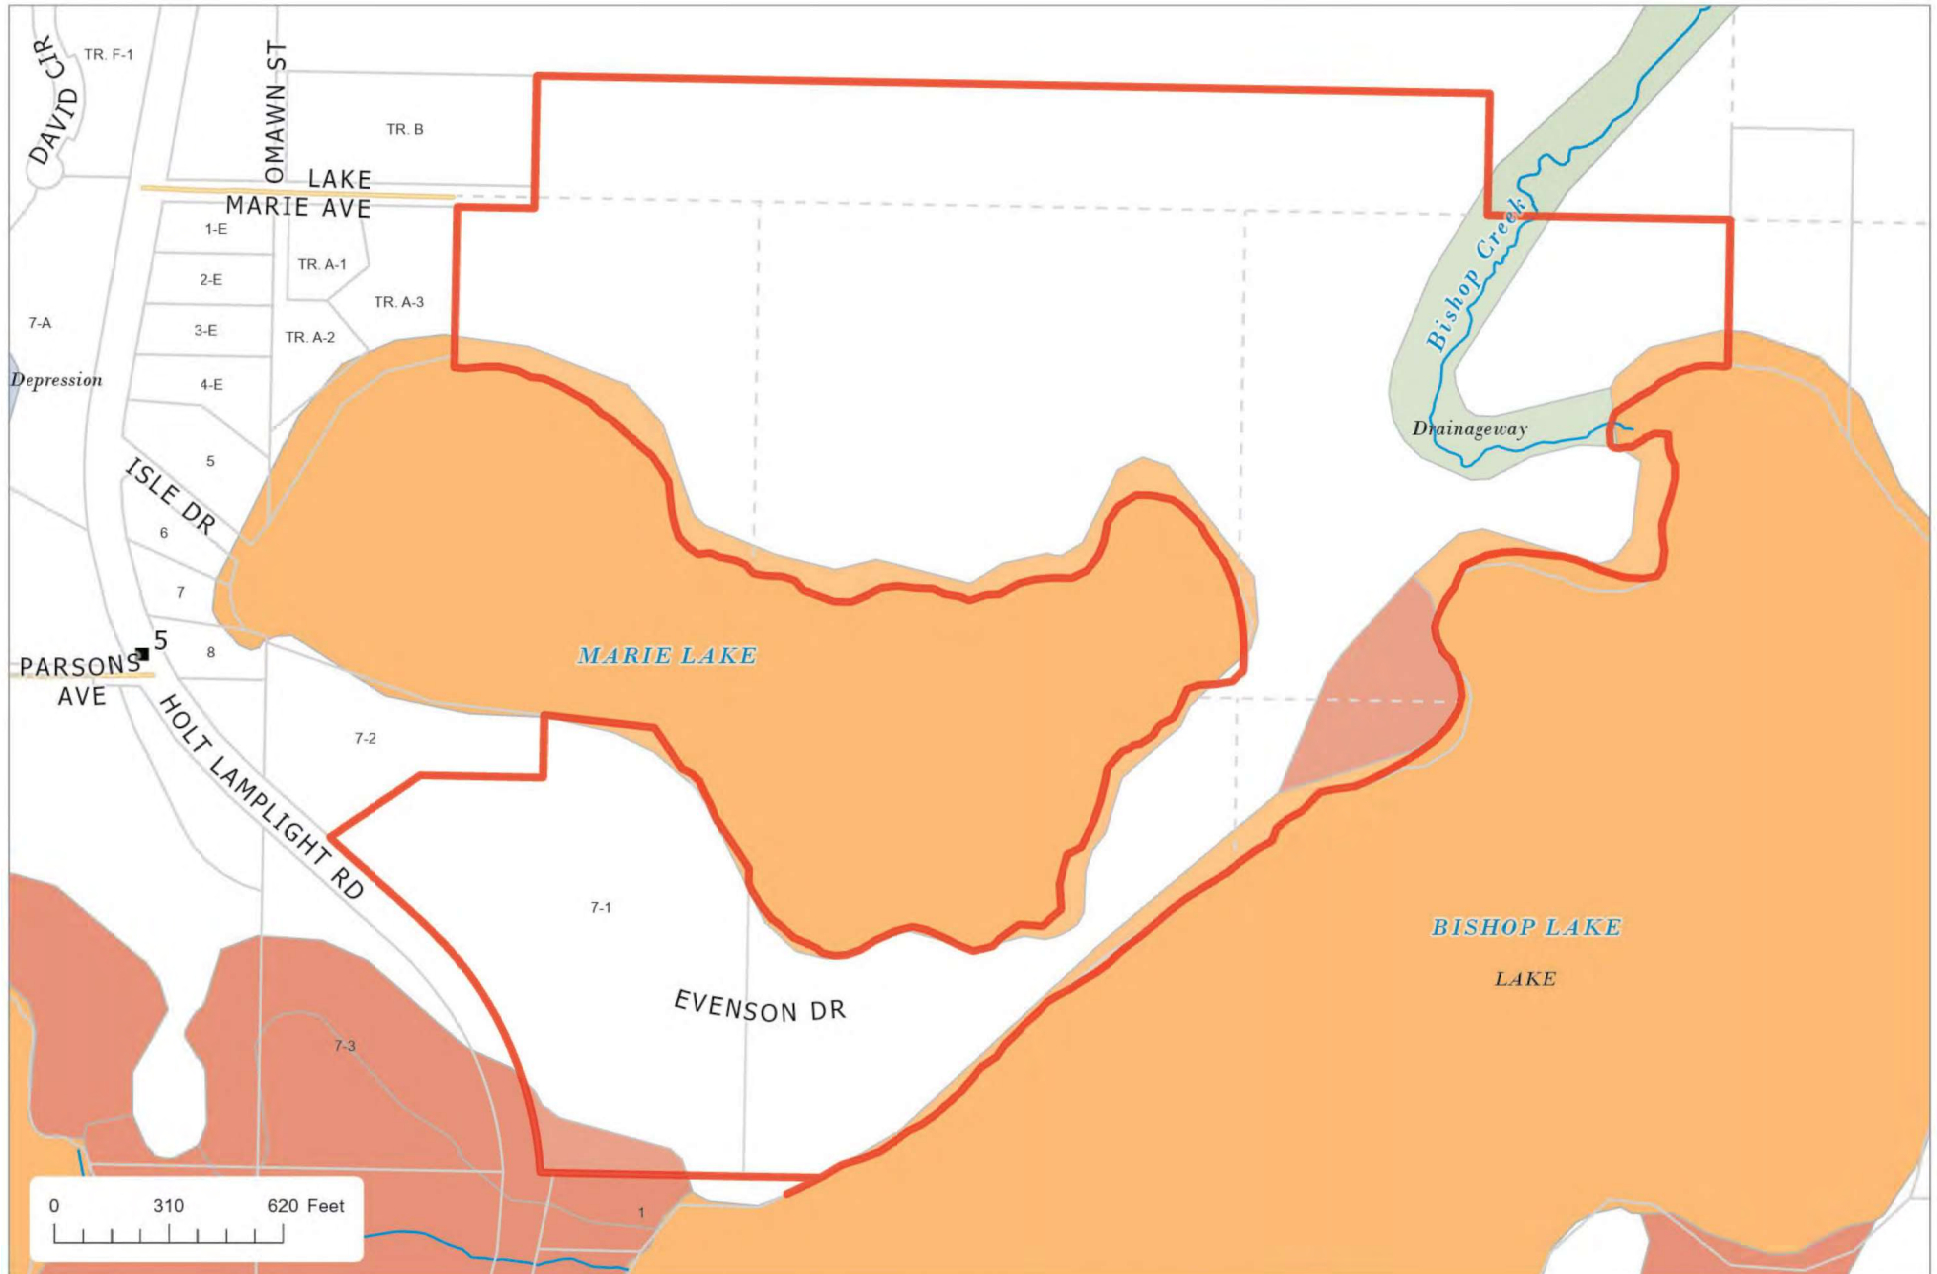 DAVID CIR
TR. F-1
OMAWN ST
TR. B
LAKE
MARIE AVE
1-E
2-E
TR. A-1
TR. A-3
7-A
3-E
TR. A-2
Depression
4-E
Bishop Creek
Drainageway
5
ISLE DR
6
7
5
8
PARSONS
AVE
MARIE LAKE
HOLT LAMPLIGHT RD
7-2
7-1
BISHOP LAKE
LAKE
EVENSON DR
7-3
1
0 310 620 Feet